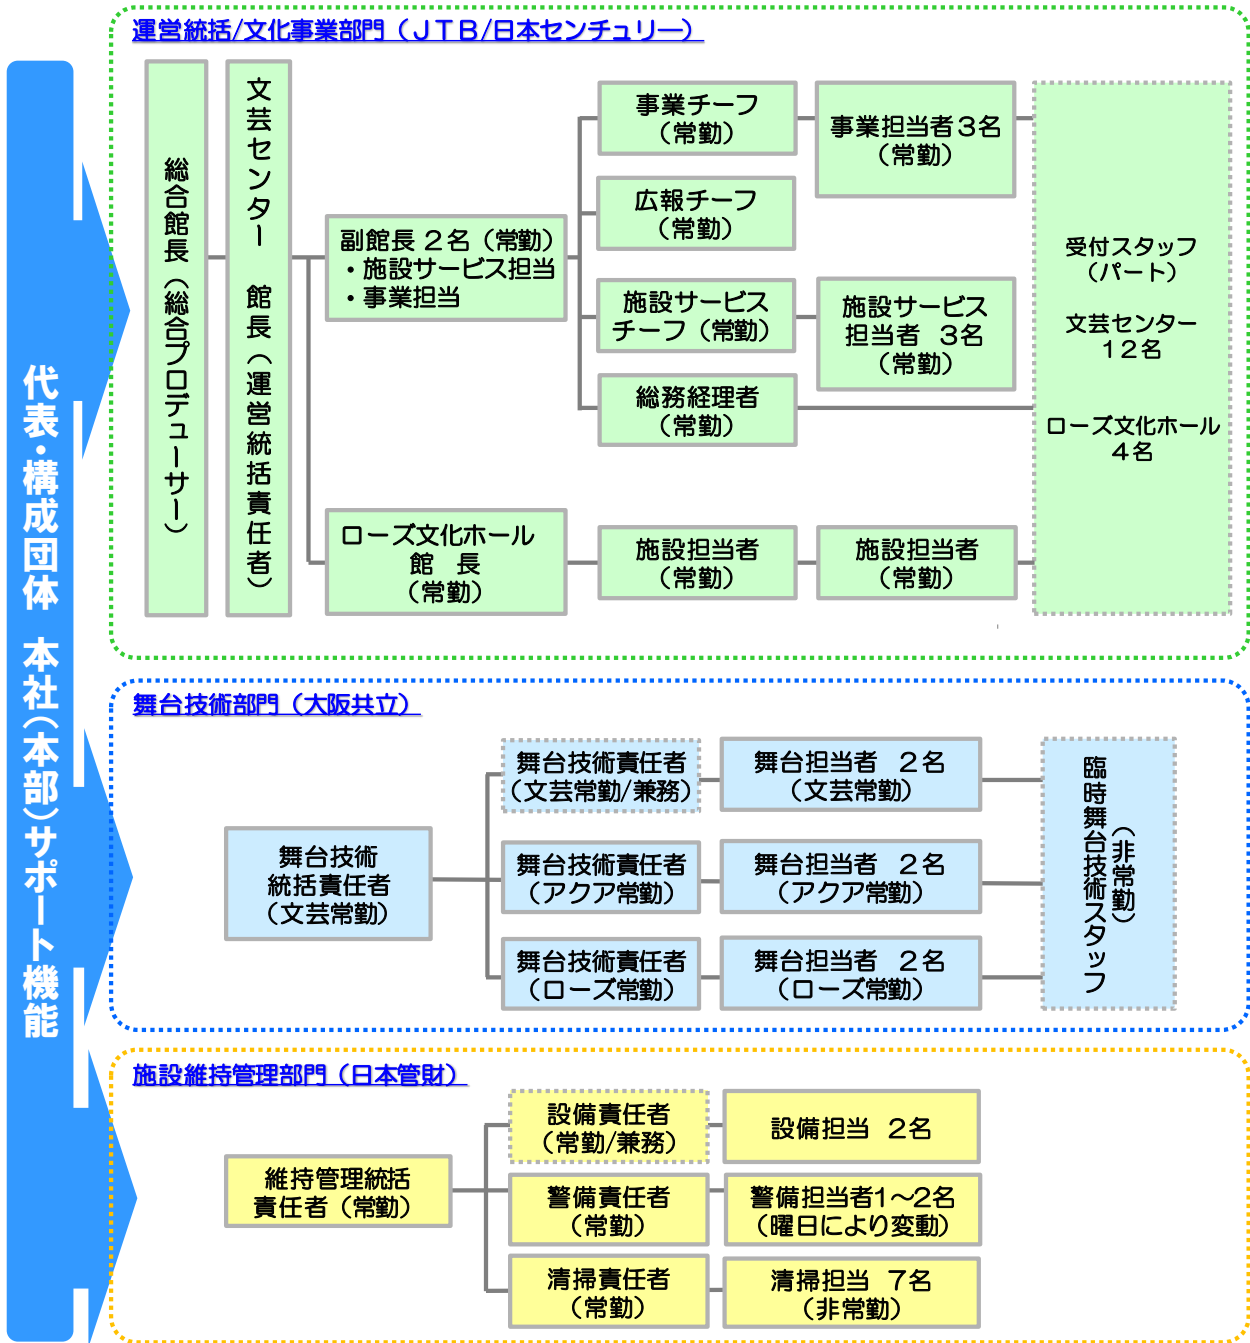 代表・構成団体　本社（本部）サポート機能
運営統括/文化事業部門（ＪＴＢ/日本センチュリー）
総合館長（総合プロデューサー）
文芸センター　館長（運営統括責任者）
副館長２名（常勤）
・施設サービス担当
・事業担当
事業チーフ
（常勤）
事業担当者３名
（常勤）
広報チーフ
（常勤）
施設サービス
チーフ（常勤）
施設サービス
担当者　３名
（常勤）
総務経理者
（常勤）
ローズ文化ホール
館　長
（常勤）
施設担当者
（常勤）
施設担当者
（常勤）
受付スタッフ
（パート）
文芸センター
１２名
ローズ文化ホール
４名
舞台技術部門（大阪共立）
舞台技術
統括責任者
（文芸常勤）
舞台技術責任者
（文芸常勤/兼務）
舞台担当者　２名
（文芸常勤）
舞台技術責任者
（アクア常勤）
舞台担当者　２名
（アクア常勤）
舞台技術責任者
（ローズ常勤）
舞台担当者　２名
（ローズ常勤）
臨時舞台技術スタッフ
（非常勤）
施設維持管理部門（日本管財）
維持管理統括
責任者（常勤）
設備責任者
（常勤/兼務）
設備担当　２名
警備責任者
（常勤）
警備担当者１～２名
（曜日により変動）
清掃責任者
（常勤）
清掃担当　７名
（非常勤）